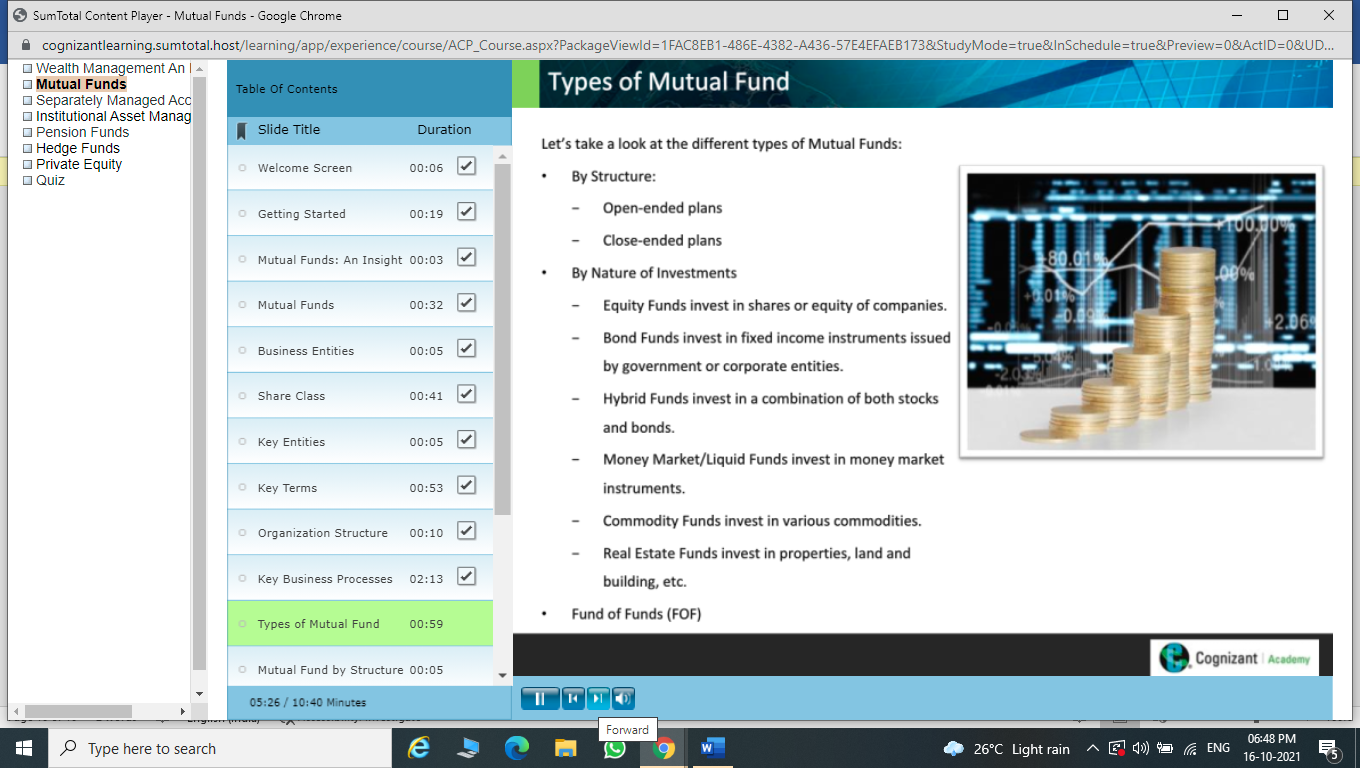 SumTotal Content Player - Mutual Funds - Google Chrome
cognizantlearning.sumtotal.host/learning/app/experience/course/ACP_Course.aspx?PackageViewId=1FAC8EB1-486E-4382-A436-57E4EFAEB173&StudyMode=true&InSchedule=true&Preview=0&ActID=0&UD...
Wealth Management An I
Mutual Funds
Separately Managed Acc
Institutional Asset Manag
Pension Funds
Hedge Funds
Private Equity
Quiz
Table Of Contents
Slide Title Duration
Welcome Screen 00:06
Getting Started 00:19
Mutual Funds: An Insight 00:03
Mutual Funds 00:32
Business Entities 00:05
Share Class 00:41
Key Entities 00:05
Key Terms 00:53
Organization Structure 00:10
Key Business Processes 02:13
Types of Mutual Fund 00:59
Mutual Fund by Structure 00:05
05:26 / 10:40 Minutes
Types of Mutual Fund
Let's take a look at the different types of Mutual Funds:
• By Structure:
– Open-ended plans
– Close-ended plans
• By Nature of Investments
– Equity Funds invest in shares or equity of companies.
– Bond Funds invest in fixed income instruments issued
by government or corporate entities.
– Hybrid Funds invest in a combination of both stocks
and bonds.
– Money Market/Liquid Funds invest in money market
instruments.
– Commodity Funds invest in various commodities.
– Real Estate Funds invest in properties, land and
building, etc.
• Fund of Funds (FOF)
+100.00%
+80.01%
+0.01%
+2.06%
Cognizant | Academy
Forward
Type here to search
26°C Light rain
ENG
06:48 PM
16-10-2021
5